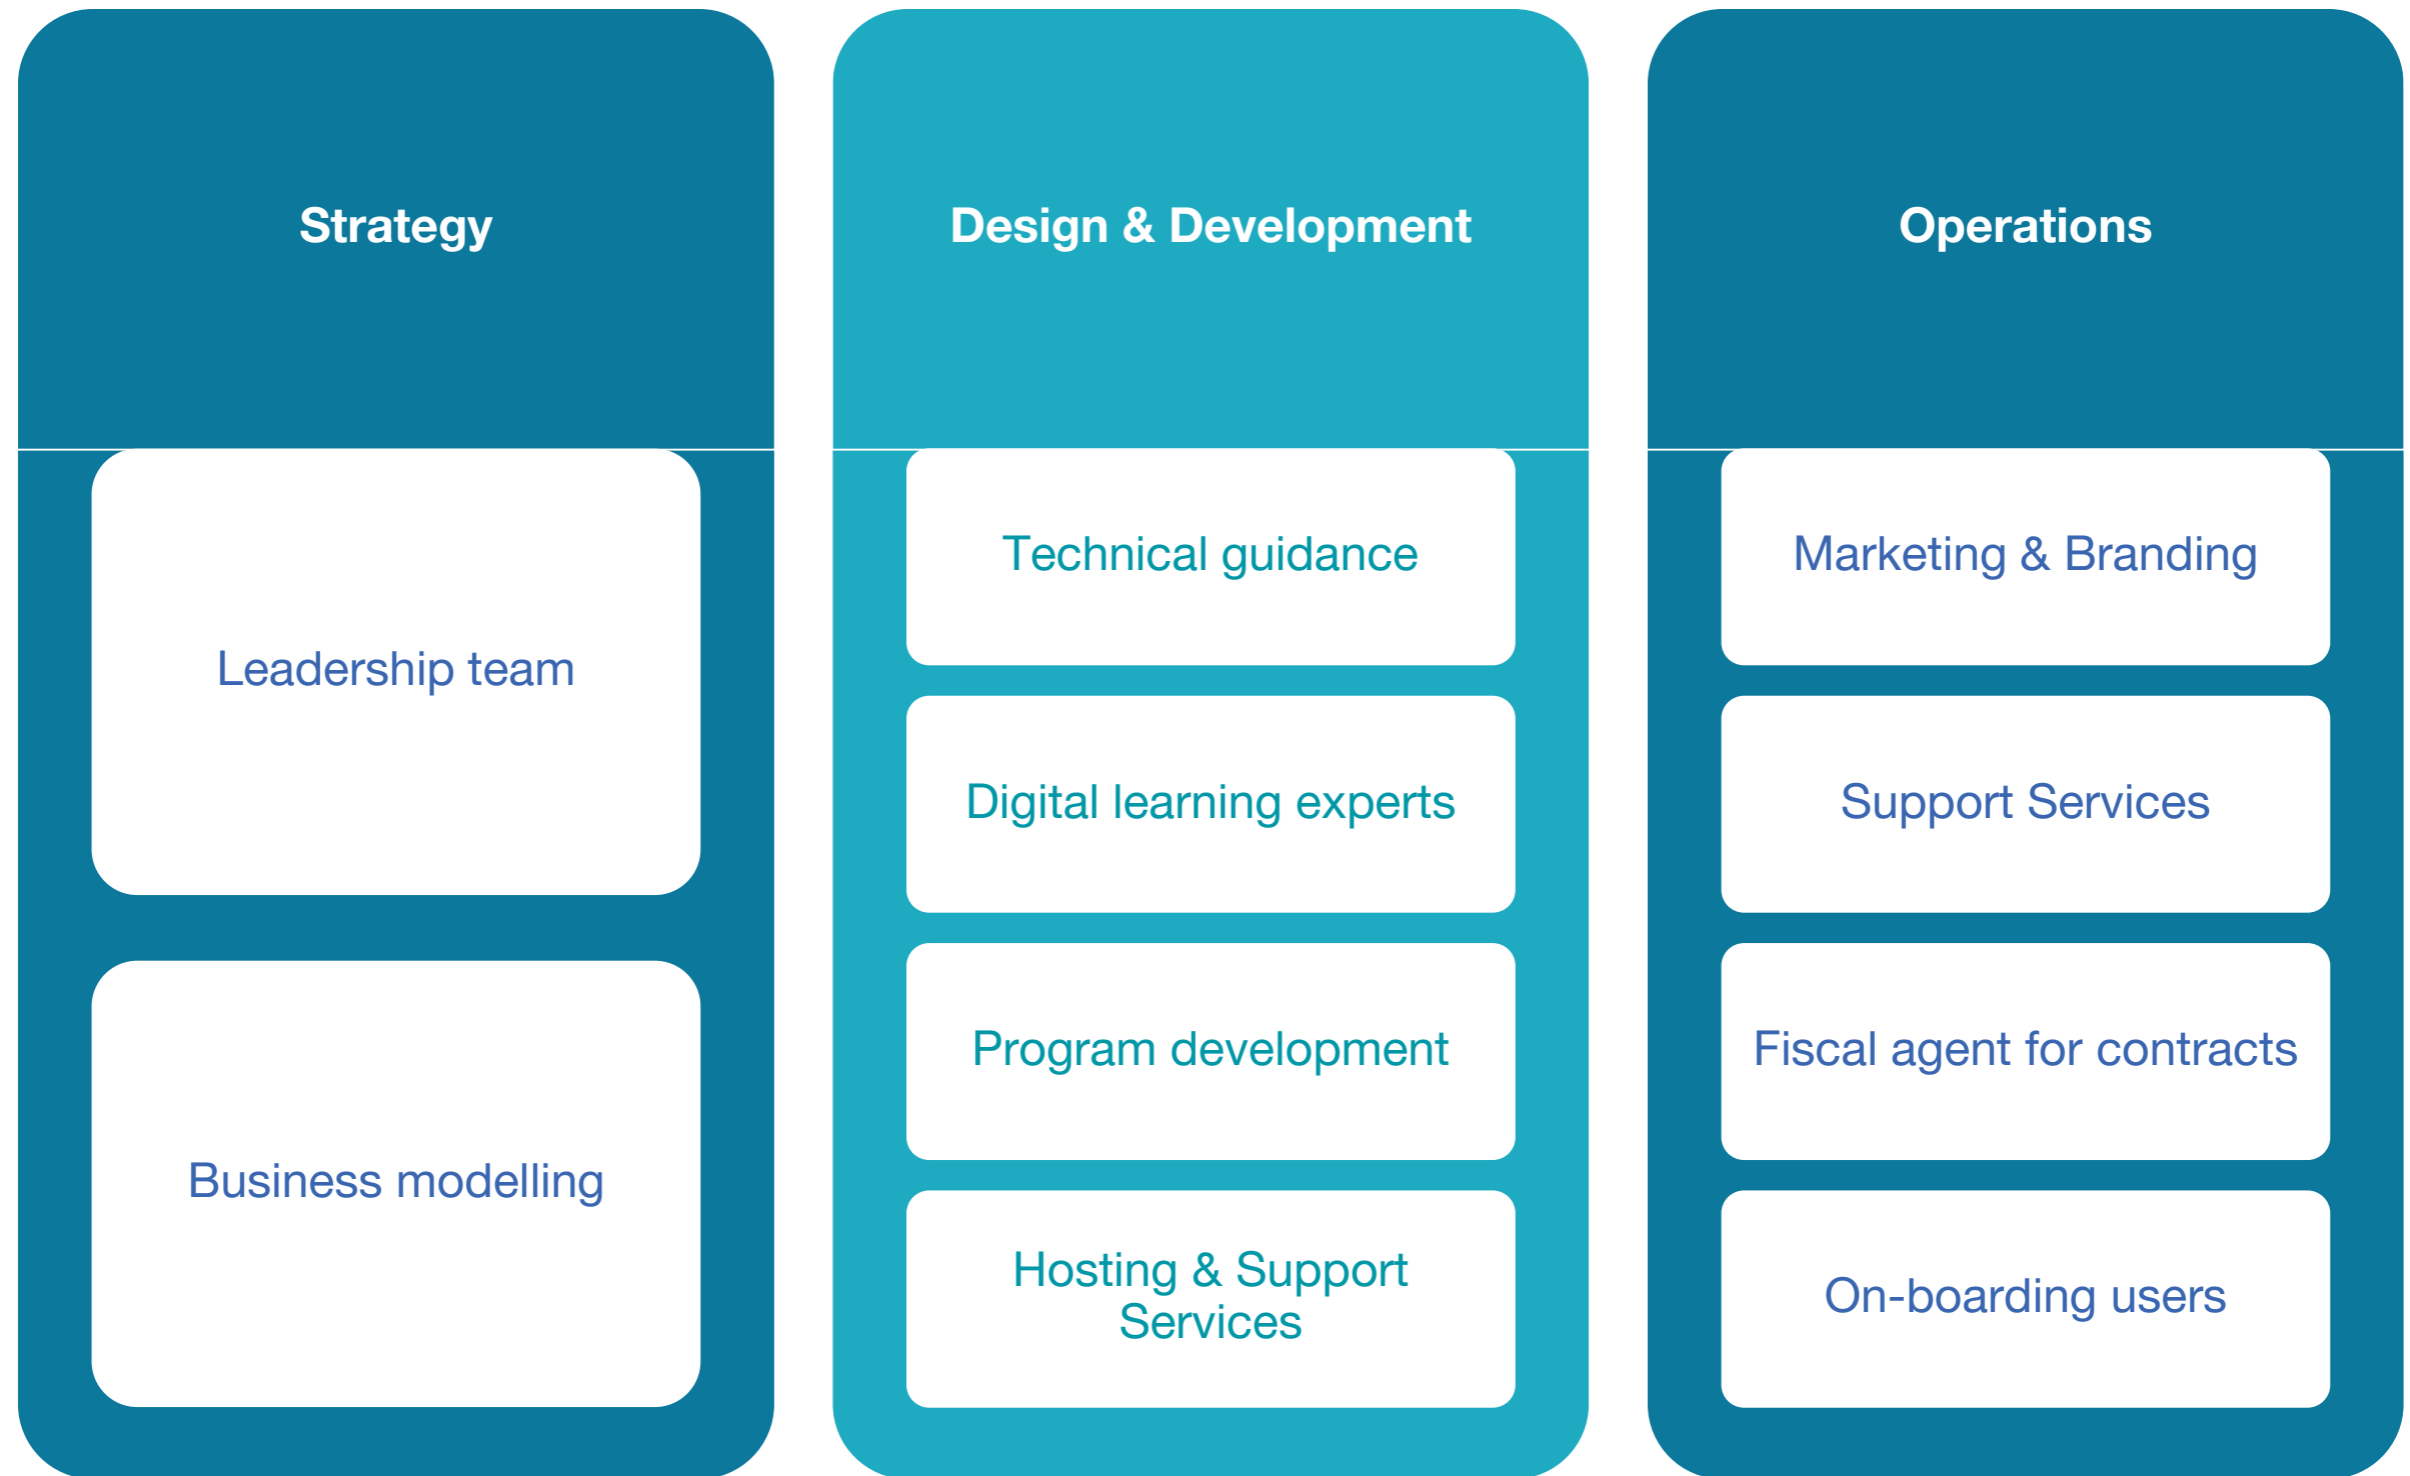 Strategy
Leadership team
Business modelling
Design & Development
Technical guidance
Digital learning experts
Program development
Hosting & Support
Services
Operations
Marketing & Branding
Support Services
Fiscal agent for contracts
On-boarding users